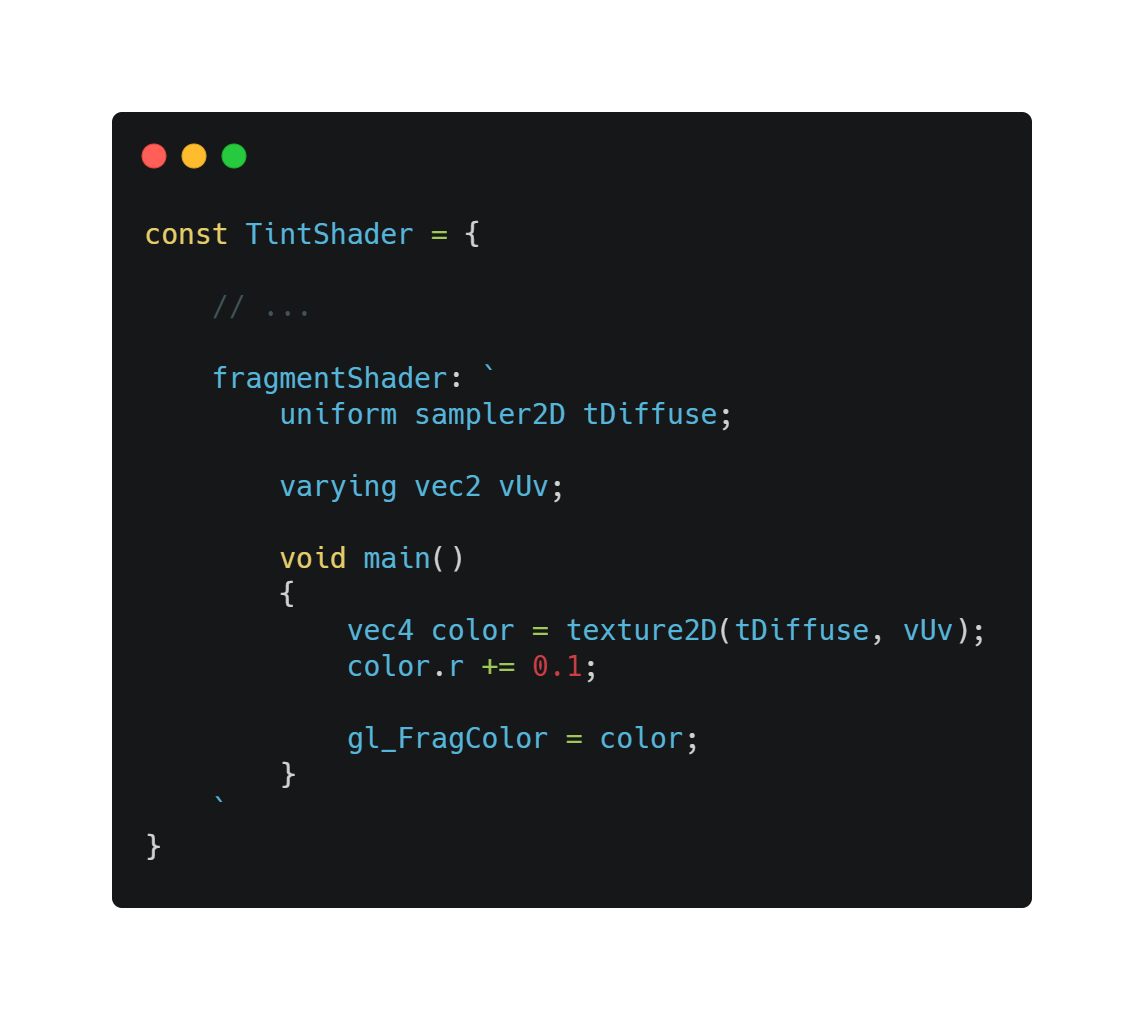 const TintShader = {

    // ...

    fragmentShader: `
        uniform sampler2D tDiffuse;

        varying vec2 vUv;

        void main()
        {
            vec4 color = texture2D(tDiffuse, vUv);
            color.r += 0.1;

            gl_FragColor = color;
        }
    `
}